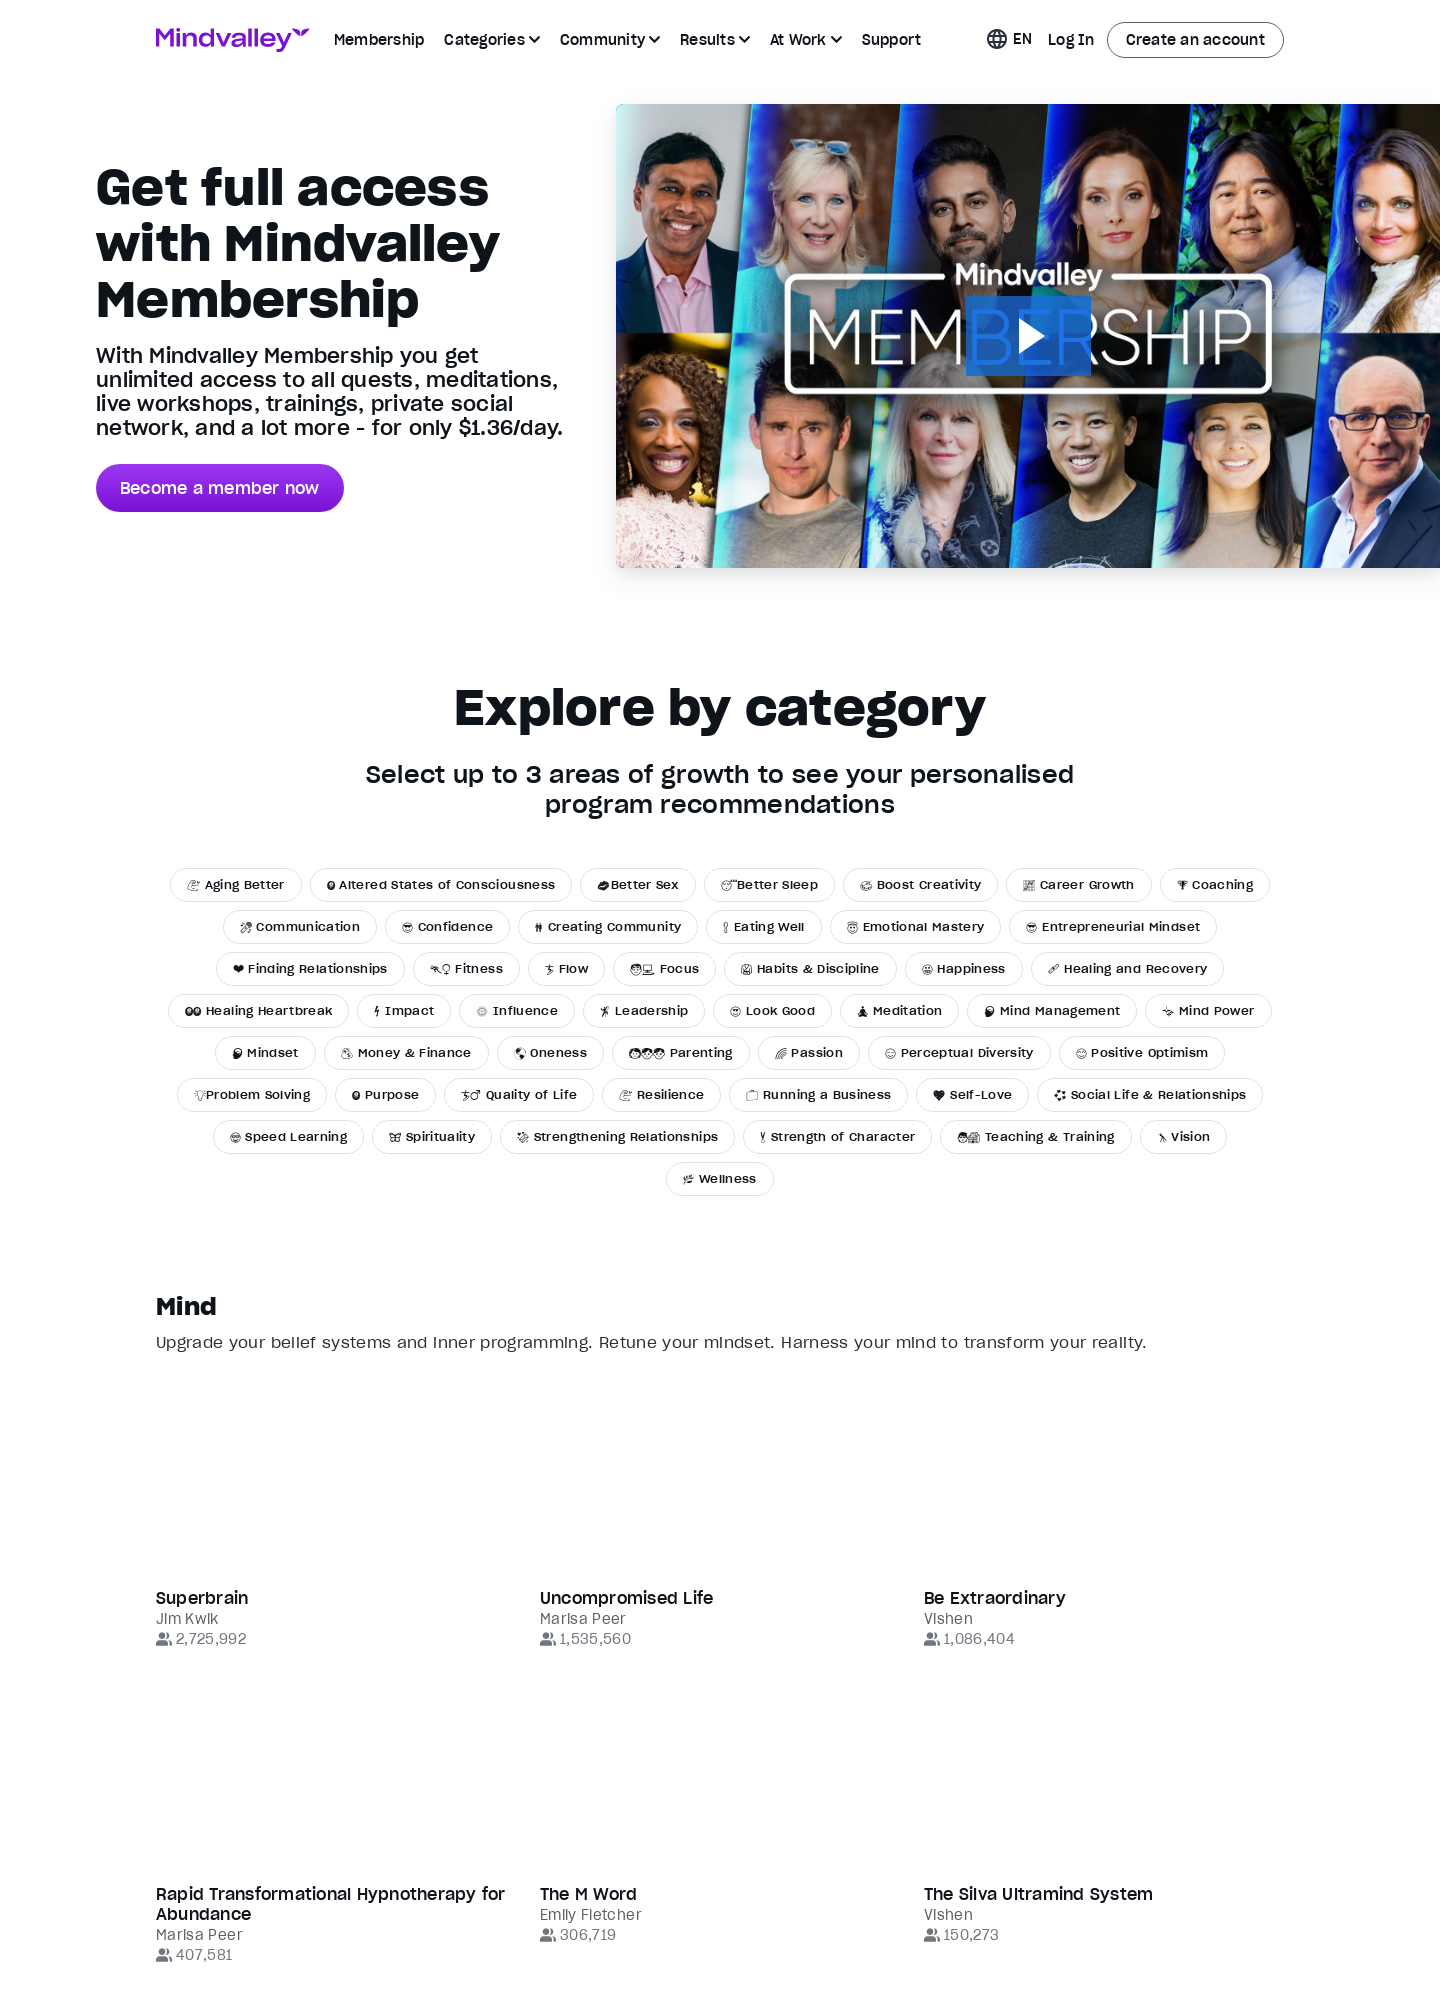 Mindvalley
Membership
Categories
Community
Results
At Work
Support
EN
Log In
Create an account
Get full access
with Mindvalley
Membership
With Mindvalley Membership you get
unlimited access to all quests, meditations,
live workshops, trainings, private social
network, and a lot more - for only $1.36/day.
Become a member now
Mindvalley
MEMBERSHIP
Explore by category
Select up to 3 areas of growth to see your personalised
program recommendations
Aging Better
Altered States of Consciousness
Better Sex
Better Sleep
Boost Creativity
Career Growth
Coaching
Communication
Confidence
Creating Community
Eating Well
Emotional Mastery
Entrepreneurial Mindset
Finding Relationships
Fitness
Flow
Focus
Habits & Discipline
Happiness
Healing and Recovery
Healing Heartbreak
Impact
Influence
Leadership
Look Good
Meditation
Mind Management
Mind Power
Mindset
Money & Finance
Oneness
Parenting
Passion
Perceptual Diversity
Positive Optimism
Problem Solving
Purpose
Quality of Life
Resilience
Running a Business
Self-Love
Social Life & Relationships
Speed Learning
Spirituality
Strengthening Relationships
Strength of Character
Teaching & Training
Vision
Wellness
Mind
Upgrade your belief systems and inner programming. Retune your mindset. Harness your mind to transform your reality.
Superbrain
Jim Kwik
2,725,992
Uncompromised Life
Marisa Peer
1,535,560
Be Extraordinary
Vishen
1,086,404
Rapid Transformational Hypnotherapy for
Abundance
Marisa Peer
407,581
The M Word
Emily Fletcher
306,719
The Silva Ultramind System
Vishen
150,273